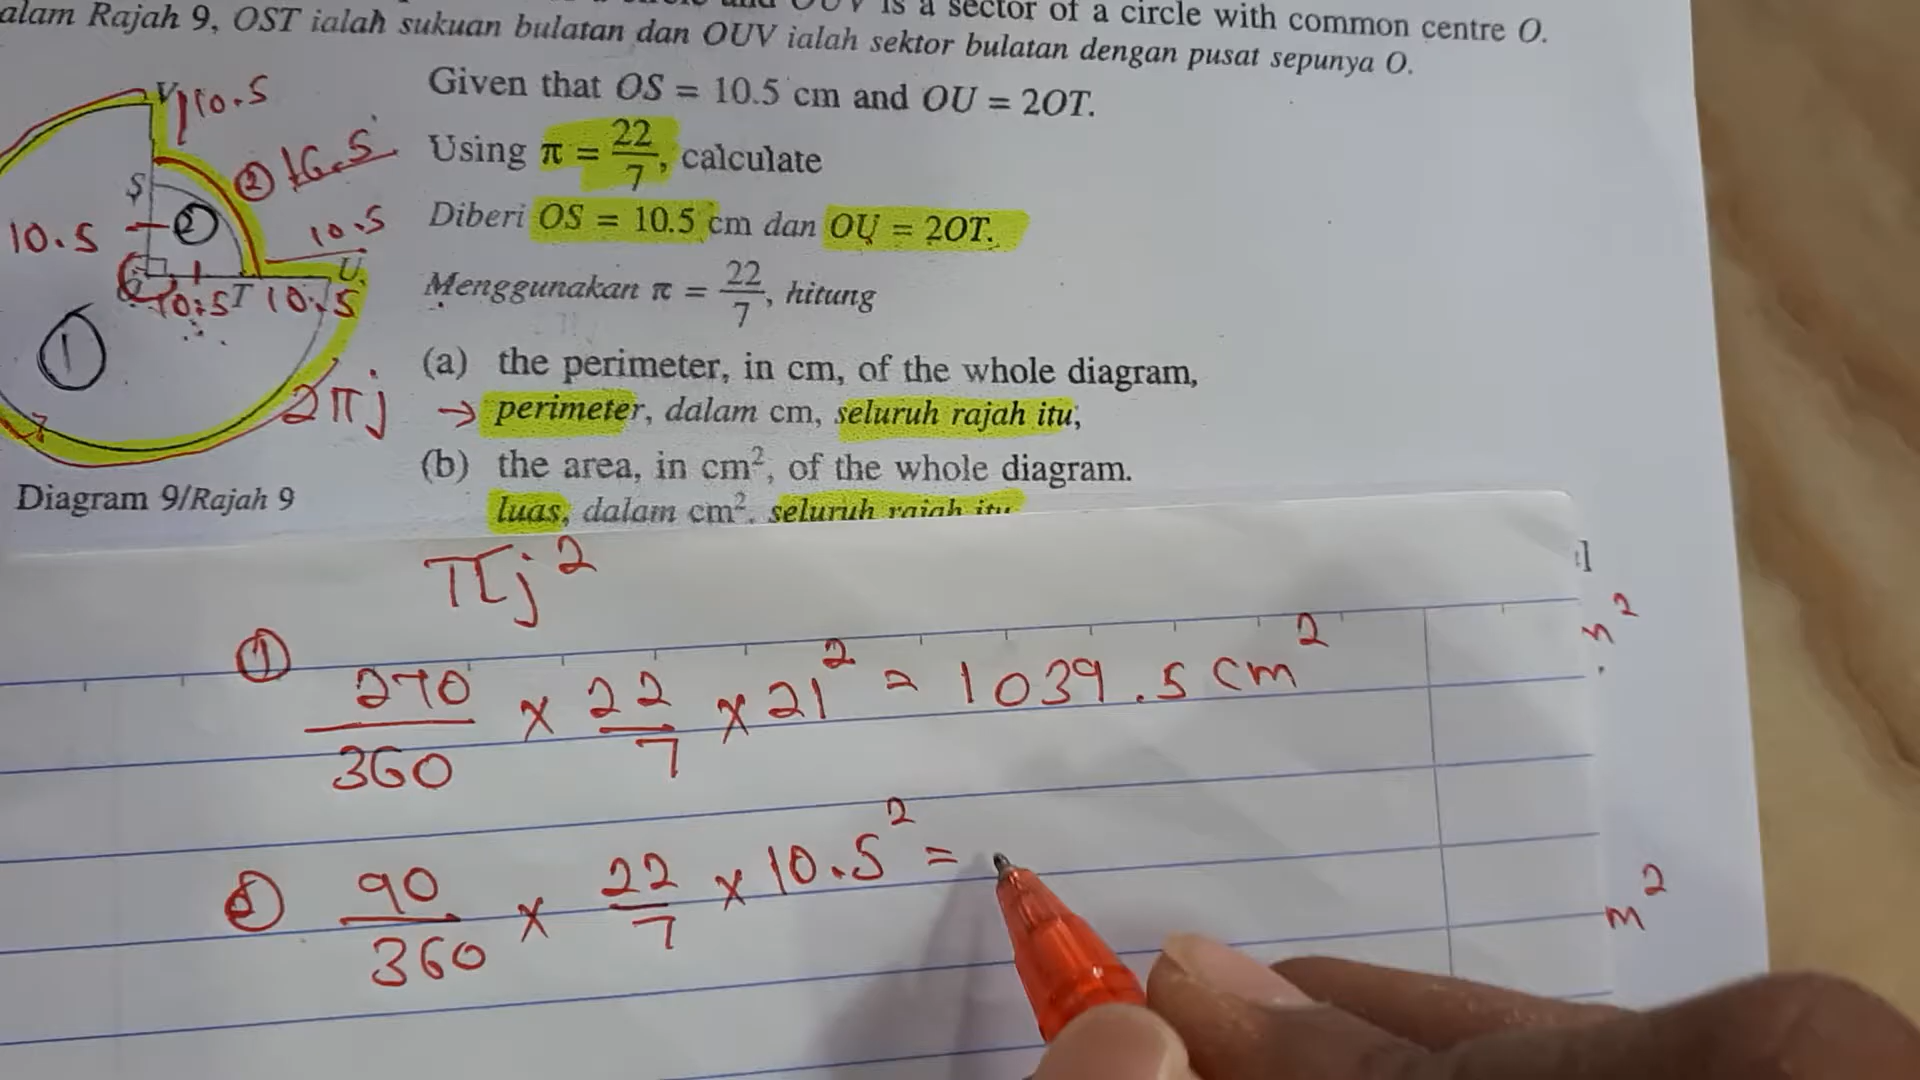 OUV is a sector of a circle with common centre O.
alam Rajah 9, OST ialah sukuan bulatan dan OUV ialah sektor bulatan dengan pusat sepunya O.
Given that OS = 10.5 cm and OU = 2OT.
Using π = 22/7, calculate
Diberi OS = 10.5 cm dan OU = 2OT.
Menggunakan π = 22/7, hitung
(a) the perimeter, in cm, of the whole diagram,
→ perimeter, dalam cm, seluruh rajah itu;
(b) the area, in cm², of the whole diagram.
luas, dalam cm², seluruh rajah itu
V 10.5
② 16.5
S
②
10.5
10.5
U
10.5 T 10.5
①
2πj
Diagram 9/Rajah 9
πj²
① 270/360 × 22/7 × 21² = 1039.5 cm²
② 90/360 × 22/7 × 10.5² =
m²